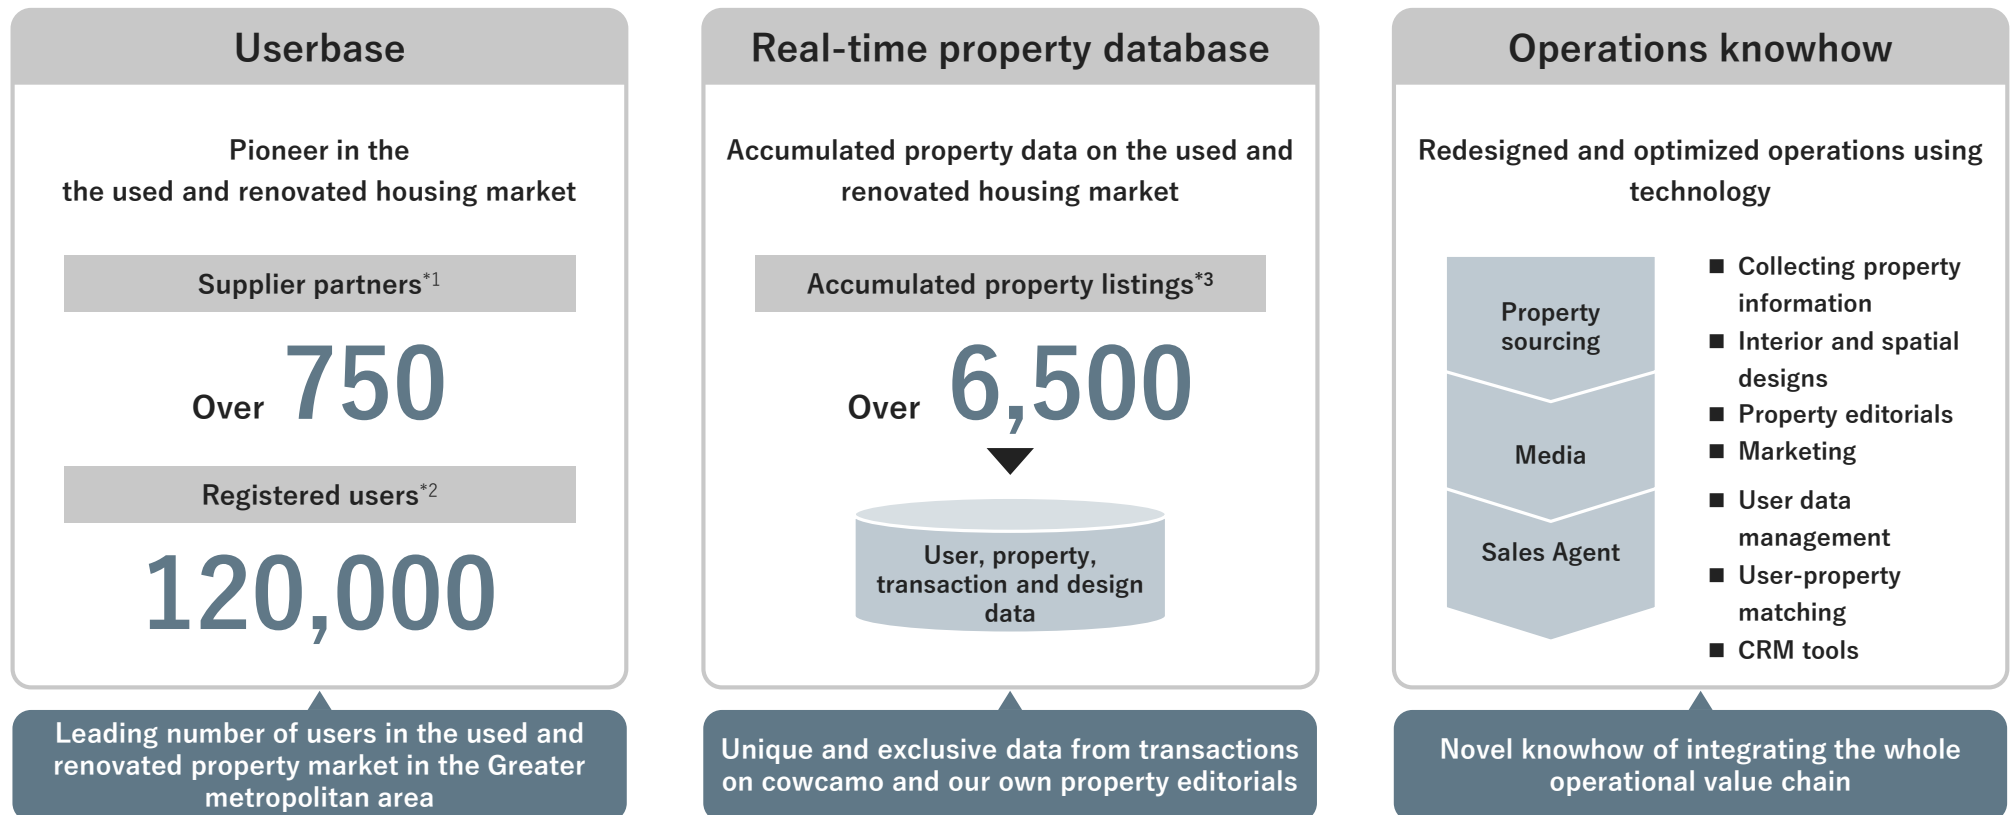 Userbase
Pioneer in the
the used and renovated housing market
Supplier partners*1
Over 750
Registered users*2
120,000
Leading number of users in the used and
renovated property market in the Greater
metropolitan area
Real-time property database
Accumulated property data on the used and
renovated housing market
Accumulated property listings*3
Over 6,500
User, property,
transaction and design
data
Unique and exclusive data from transactions
on cowcamo and our own property editorials
Operations knowhow
Redesigned and optimized operations using
technology
Property
sourcing
Media
Sales Agent
■ Collecting property
information
■ Interior and spatial
designs
■ Property editorials
■ Marketing
■ User data
management
■ User-property
matching
■ CRM tools
Novel knowhow of integrating the whole
operational value chain